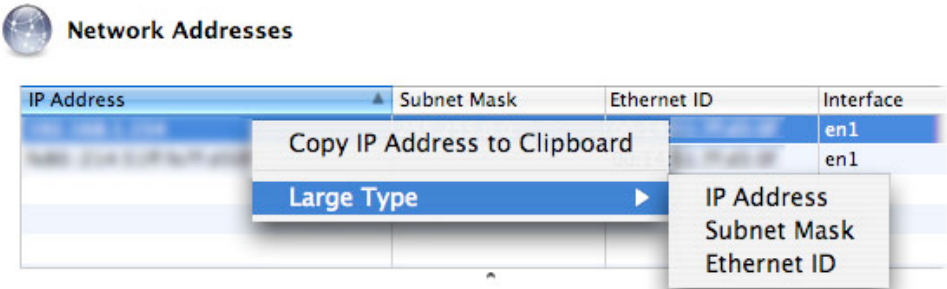 Network Addresses
IP Address Subnet Mask Ethernet ID Interface
en1
Copy IP Address to Clipboard
en1
Large Type
IP Address
Subnet Mask
Ethernet ID